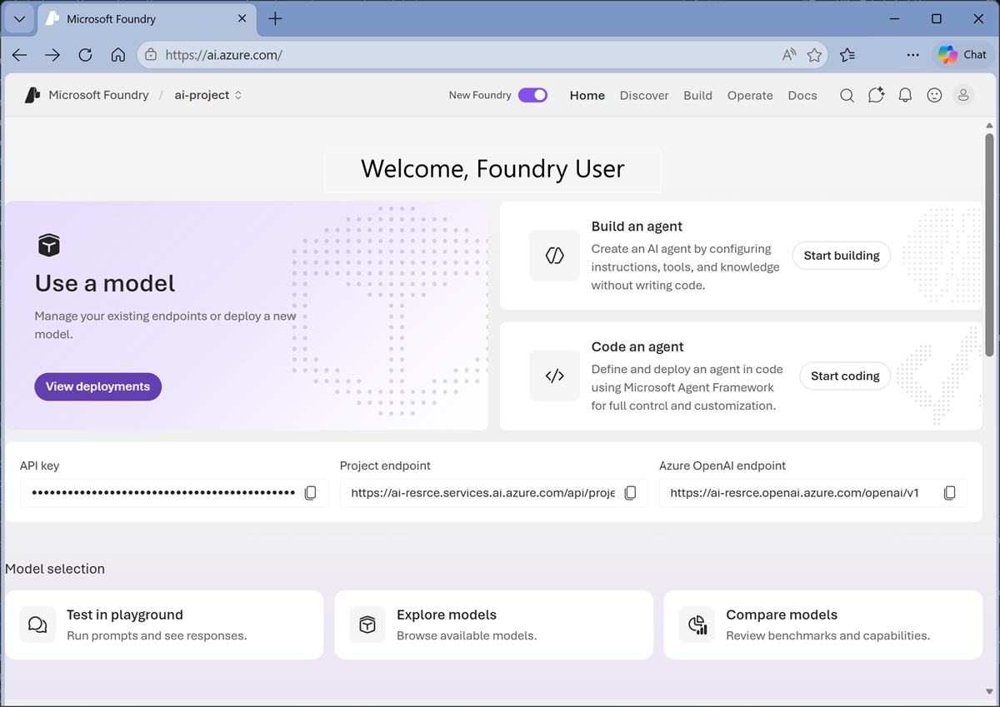 Microsoft Foundry
https://ai.azure.com/
Chat
Microsoft Foundry / ai-project
New Foundry
Home
Discover
Build
Operate
Docs
Welcome, Foundry User
Use a model
Manage your existing endpoints or deploy a new
model.
View deployments
Build an agent
Create an AI agent by configuring
instructions, tools, and knowledge
without writing code.
Start building
Code an agent
Define and deploy an agent in code
using Microsoft Agent Framework
for full control and customization.
Start coding
API key
••••••••••••••••••••••••••••••••••••••••••••
Project endpoint
https://ai-resrce.services.ai.azure.com/api/proje
Azure OpenAI endpoint
https://ai-resrce.openai.azure.com/openai/v1
Model selection
Test in playground
Run prompts and see responses.
Explore models
Browse available models.
Compare models
Review benchmarks and capabilities.